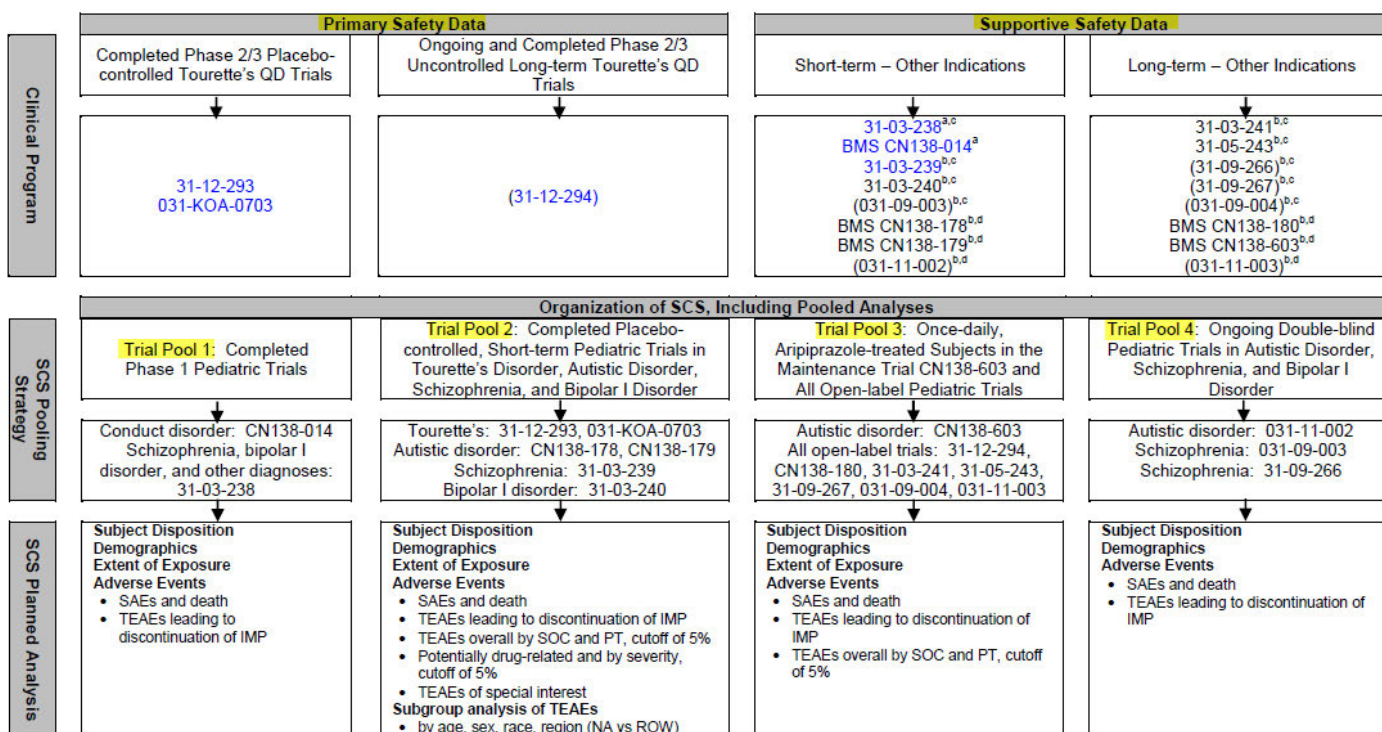 Primary Safety Data
Supportive Safety Data
Clinical Program
Completed Phase 2/3 Placebo-
controlled Tourette's QD Trials
Ongoing and Completed Phase 2/3
Uncontrolled Long-term Tourette's QD
Trials
Short-term – Other Indications
Long-term – Other Indications
31-12-293
031-KOA-0703
(31-12-294)
31-03-238a,c
BMS CN138-014a
31-03-239b,c
31-03-240b,c
(031-09-003)b,c
BMS CN138-178b,d
BMS CN138-179b,d
(031-11-002)b,d
31-03-241b,c
31-05-243b,c
(31-09-266)b,c
(31-09-267)b,c
(031-09-004)b,c
BMS CN138-180b,d
BMS CN138-603b,d
(031-11-003)b,d
Organization of SCS, Including Pooled Analyses
SCS Pooling
Strategy
Trial Pool 1: Completed
Phase 1 Pediatric Trials
Trial Pool 2: Completed Placebo-
controlled, Short-term Pediatric Trials in
Tourette's Disorder, Autistic Disorder,
Schizophrenia, and Bipolar I Disorder
Trial Pool 3: Once-daily,
Aripiprazole-treated Subjects in the
Maintenance Trial CN138-603 and
All Open-label Pediatric Trials
Trial Pool 4: Ongoing Double-blind
Pediatric Trials in Autistic Disorder,
Schizophrenia, and Bipolar I
Disorder
Conduct disorder: CN138-014
Schizophrenia, bipolar I
disorder, and other diagnoses:
31-03-238
Tourette's: 31-12-293, 031-KOA-0703
Autistic disorder: CN138-178, CN138-179
Schizophrenia: 31-03-239
Bipolar I disorder: 31-03-240
Autistic disorder: CN138-603
All open-label trials: 31-12-294,
CN138-180, 31-03-241, 31-05-243,
31-09-267, 031-09-004, 031-11-003
Autistic disorder: 031-11-002
Schizophrenia: 031-09-003
Schizophrenia: 31-09-266
SCS Planned Analysis
Subject Disposition
Demographics
Extent of Exposure
Adverse Events
• SAEs and death
• TEAEs leading to
discontinuation of IMP
Subject Disposition
Demographics
Extent of Exposure
Adverse Events
• SAEs and death
• TEAEs leading to discontinuation of IMP
• TEAEs overall by SOC and PT, cutoff of 5%
• Potentially drug-related and by severity,
cutoff of 5%
• TEAEs of special interest
Subgroup analysis of TEAEs
• by age, sex, race, region (NA vs ROW)
Subject Disposition
Demographics
Extent of Exposure
Adverse Events
• SAEs and death
• TEAEs leading to discontinuation of
IMP
• TEAEs overall by SOC and PT, cutoff
of 5%
Subject Disposition
Demographics
Adverse Events
• SAEs and death
• TEAEs leading to discontinuation of
IMP